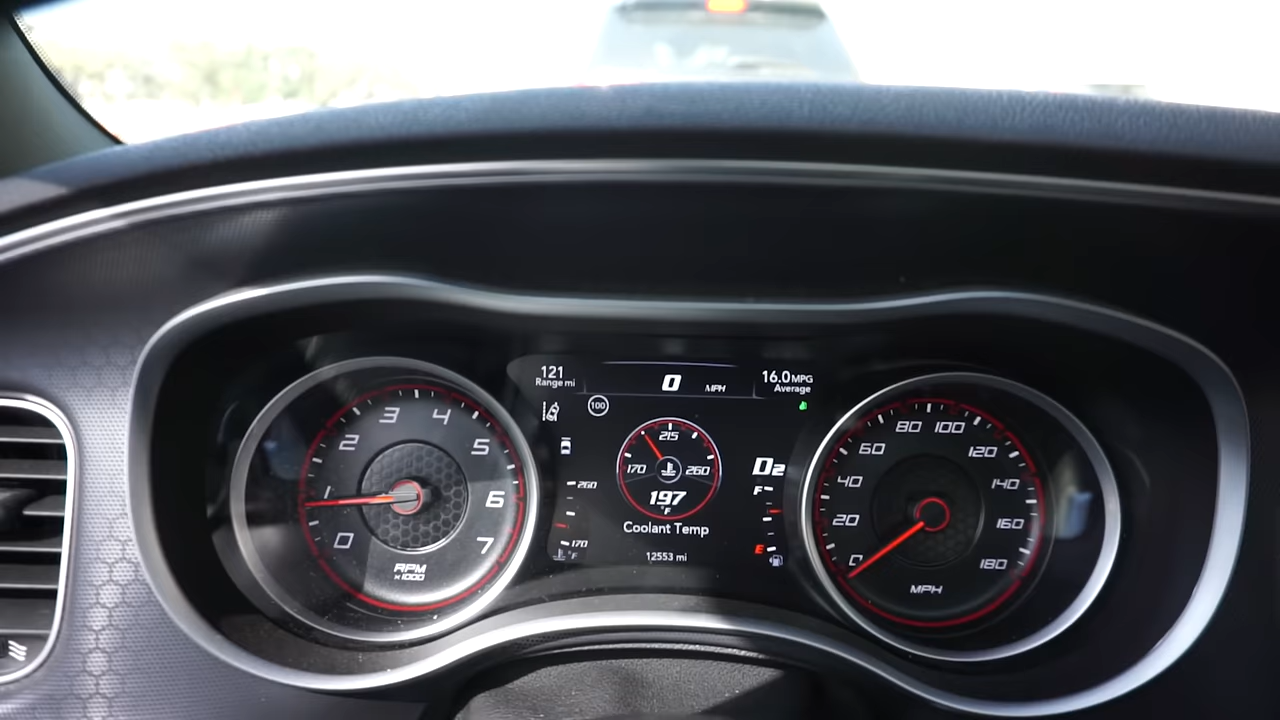 121
Range mi
0 MPH
16.0 MPG
Average
100
0
1
2
3
4
5
6
7
RPM
x1000
260
170
°F
170
215
260
197
°F
Coolant Temp
12553 mi
D2
F
E
0
20
40
60
80
100
120
140
160
180
MPH